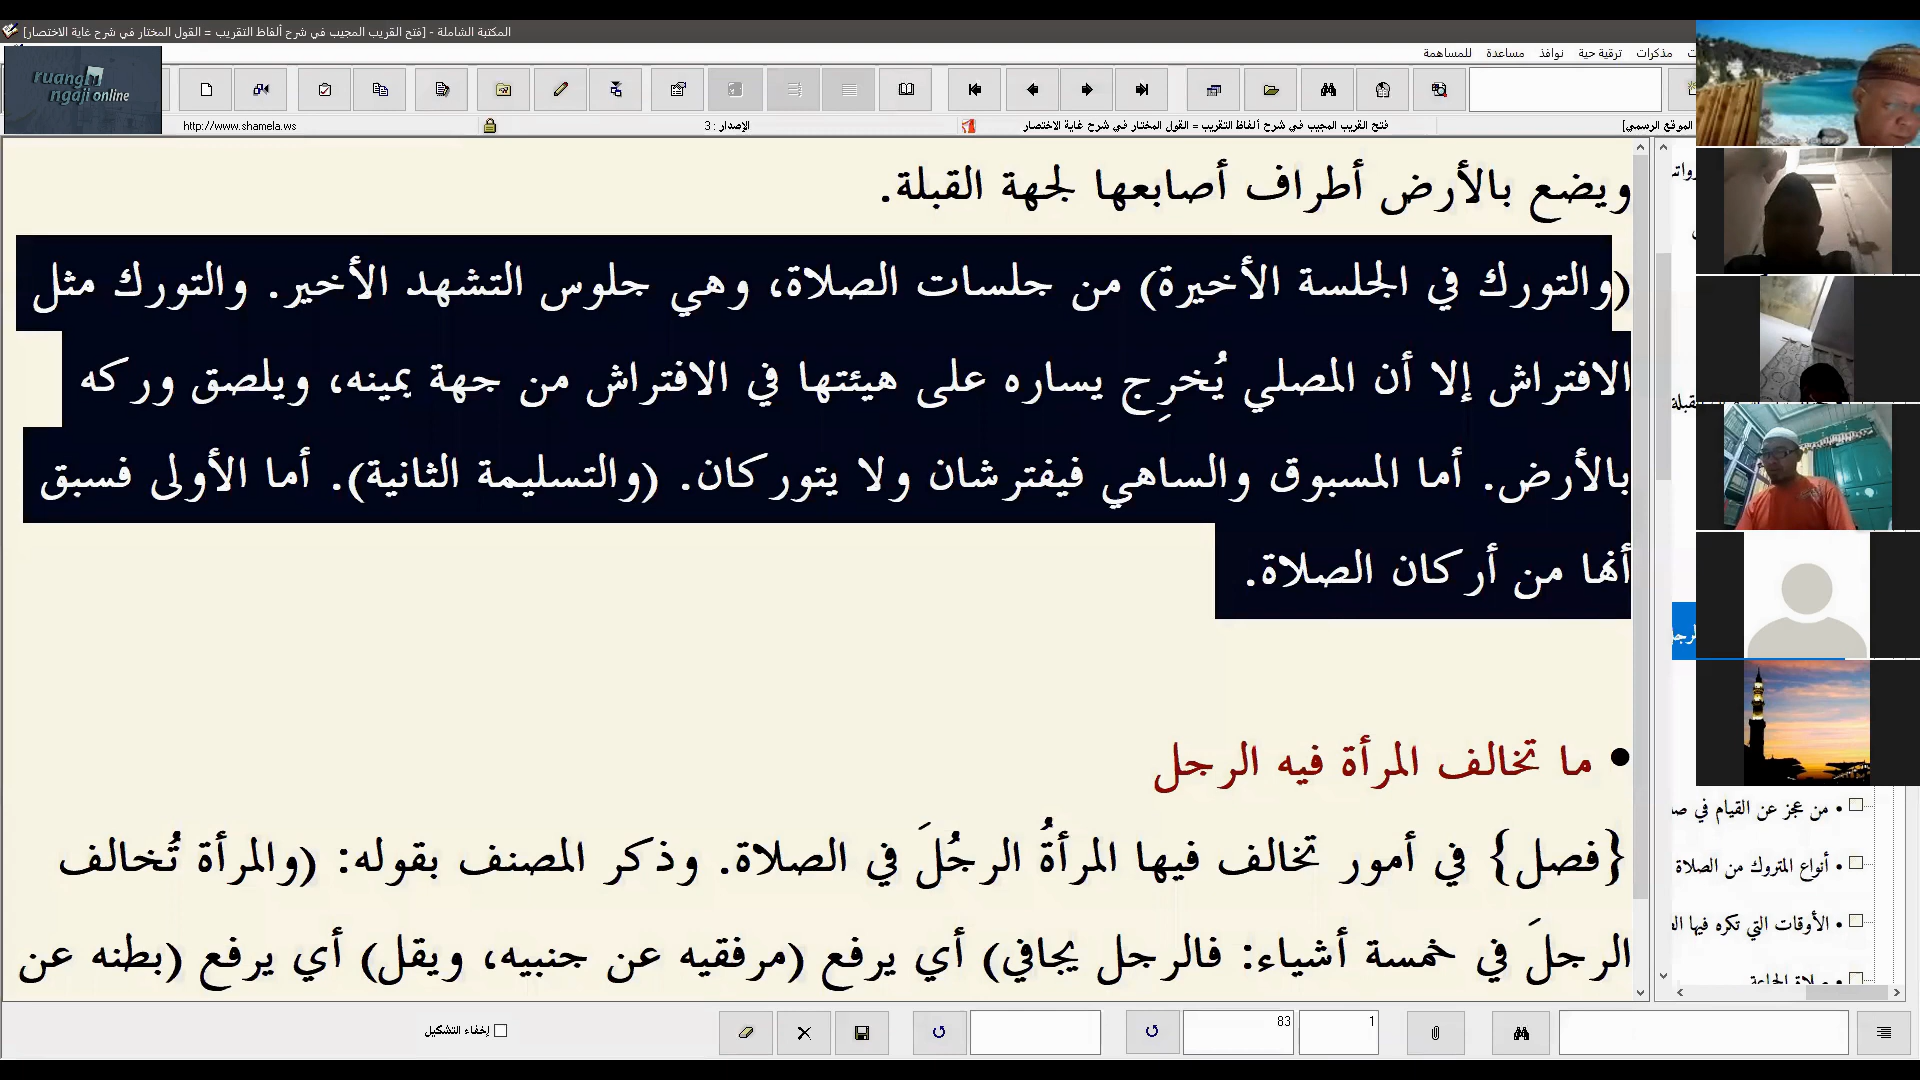 المكتبة الشاملة - [فتح القريب المجيب في شرح ألفاظ التقريب = القول المختار في شرح غاية الاختصار]
مذكرات ترقية حية نوافذ مساعدة للمساهمة
ruang
ngaji online
http://www.shamela.ws
الإصدار : 3
فتح القريب المجيب في شرح ألفاظ التقريب = القول المختار في شرح غاية الاختصار
الموقع الرسمي]
ويضع بالأرض أطراف أصابعها لجهة القبلة.
(والتورك في الجلسة الأخيرة) من جلسات الصلاة، وهي جلوس التشهد الأخير. والتورك مثل
الافتراش إلا أن المصلي يُخرِج يساره على هيئتها في الافتراش من جهة يمينه، ويلصق وركه
بالأرض. أما المسبوق والساهي فيفترشان ولا يتوركان. (والتسليمة الثانية). أما الأولى فسبق
أنها من أركان الصلاة.
• ما تخالف المرأة فيه الرجل
{فصل} في أمور تخالف فيها المرأةُ الرجُلَ في الصلاة. وذكر المصنف بقوله: (والمرأة تُخالف
الرجلَ في خمسة أشياء: فالرجل يجافي) أي يرفع (مرفقيه عن جنبيه، ويقل) أي يرفع (بطنه عن
• من عجز عن القيام في
• أنواع المتروك من الصلاة
• الأوقات التي تكره فيها
• صلاة الجماعة
إخفاء التشكيل
83
1